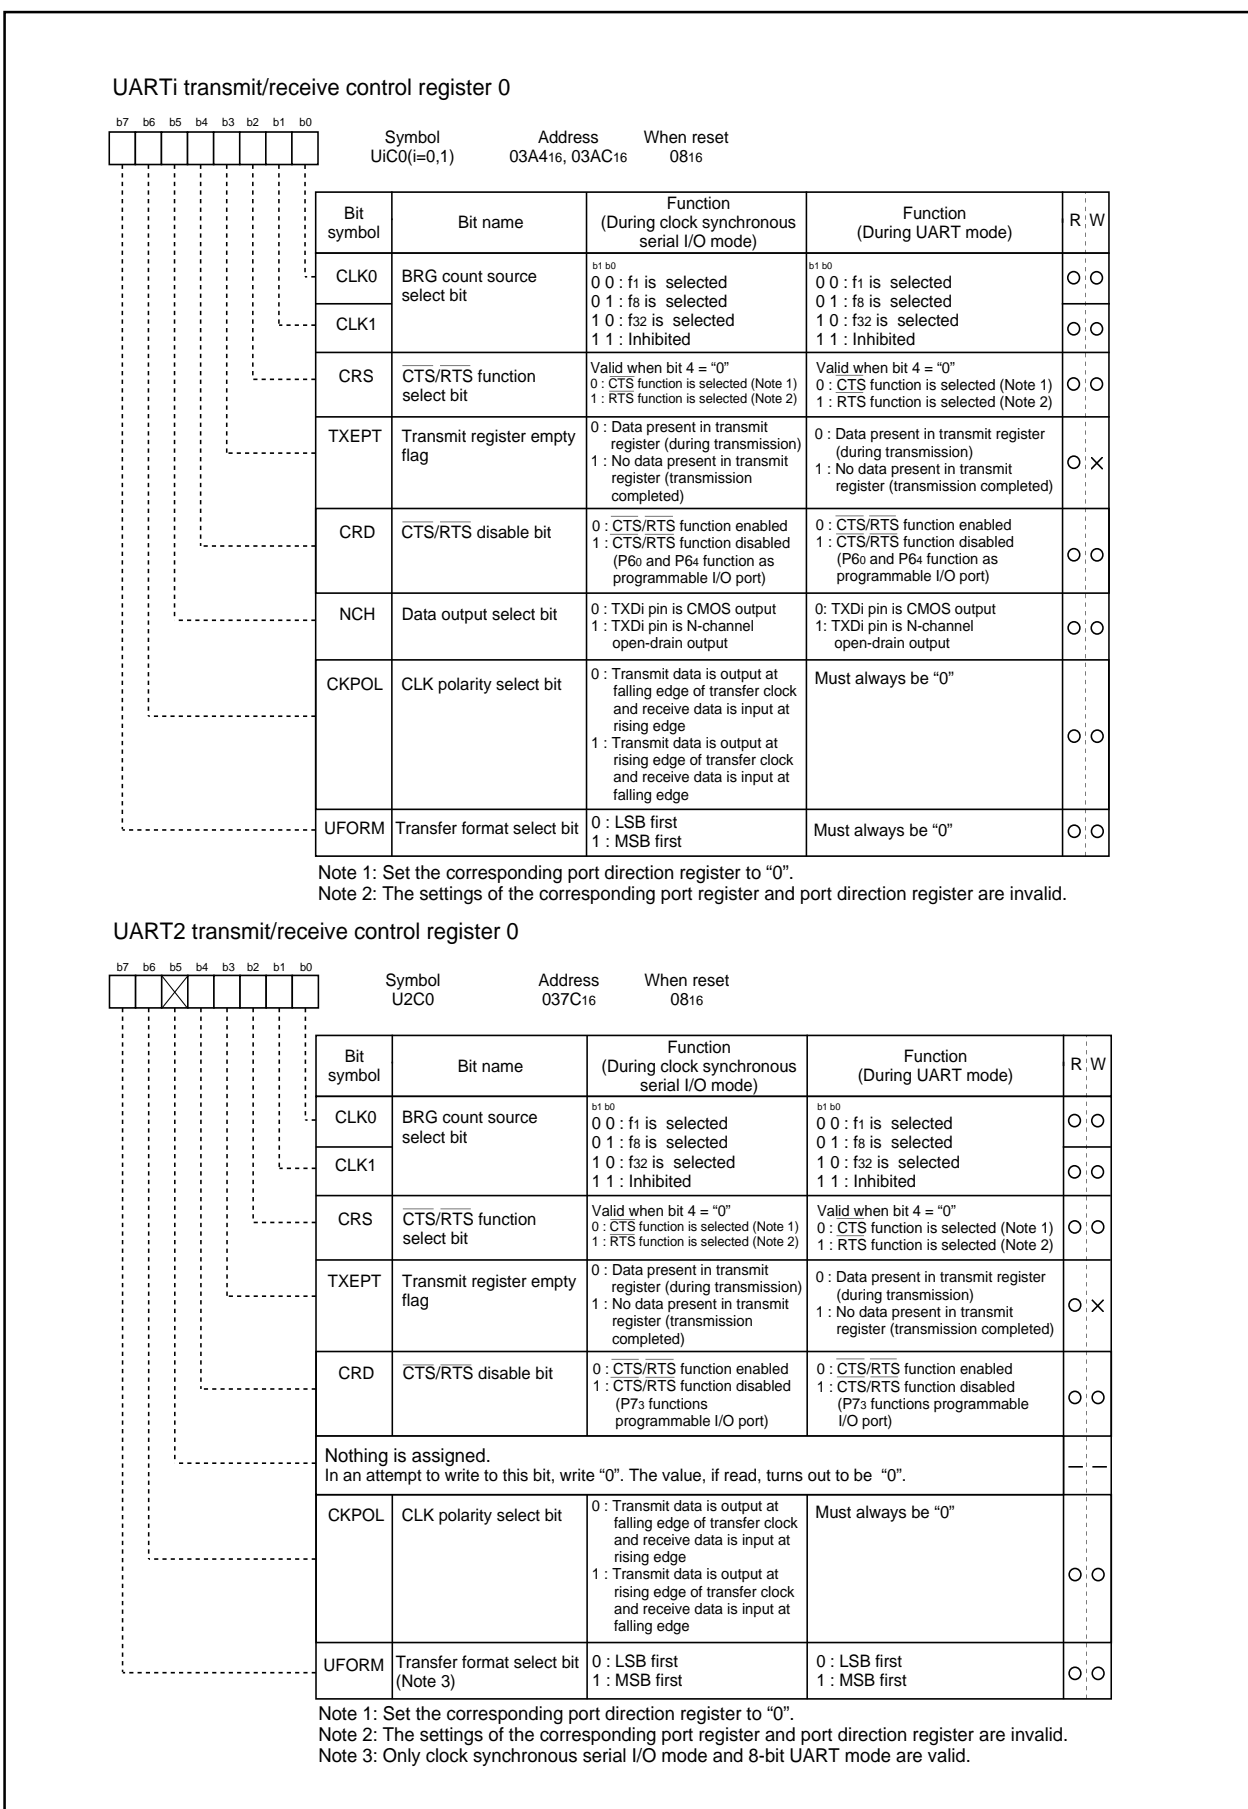 UARTi transmit/receive control register 0
b7 b6 b5 b4 b3 b2 b1 b0
Symbol Address When reset
UiC0(i=0,1) 03A416, 03AC16 0816
Bit symbol
Bit name
Function
(During clock synchronous
serial I/O mode)
Function
(During UART mode)
R W
CLK0
CLK1
BRG count source
select bit
b1 b0
0 0 : f1 is selected
0 1 : f8 is selected
1 0 : f32 is selected
1 1 : Inhibited
b1 b0
0 0 : f1 is selected
0 1 : f8 is selected
1 0 : f32 is selected
1 1 : Inhibited
CRS
CTS/RTS function
select bit
Valid when bit 4 = “0”
0 : CTS function is selected (Note 1)
1 : RTS function is selected (Note 2)
Valid when bit 4 = “0”
0 : CTS function is selected (Note 1)
1 : RTS function is selected (Note 2)
TXEPT
Transmit register empty
flag
0 : Data present in transmit
register (during transmission)
1 : No data present in transmit
register (transmission
completed)
0 : Data present in transmit register
(during transmission)
1 : No data present in transmit
register (transmission completed)
CRD
CTS/RTS disable bit
0 : CTS/RTS function enabled
1 : CTS/RTS function disabled
(P60 and P64 function as
programmable I/O port)
0 : CTS/RTS function enabled
1 : CTS/RTS function disabled
(P60 and P64 function as
programmable I/O port)
NCH
Data output select bit
0 : TXDi pin is CMOS output
1 : TXDi pin is N-channel
open-drain output
0: TXDi pin is CMOS output
1: TXDi pin is N-channel
open-drain output
CKPOL
CLK polarity select bit
0 : Transmit data is output at
falling edge of transfer clock
and receive data is input at
rising edge
1 : Transmit data is output at
rising edge of transfer clock
and receive data is input at
falling edge
Must always be “0”
UFORM
Transfer format select bit
0 : LSB first
1 : MSB first
Must always be “0”
Note 1: Set the corresponding port direction register to “0”.
Note 2: The settings of the corresponding port register and port direction register are invalid.
UART2 transmit/receive control register 0
b7 b6 b5 b4 b3 b2 b1 b0
Symbol Address When reset
U2C0 037C16 0816
Bit symbol
Bit name
Function
(During clock synchronous
serial I/O mode)
Function
(During UART mode)
R W
CLK0
CLK1
BRG count source
select bit
b1 b0
0 0 : f1 is selected
0 1 : f8 is selected
1 0 : f32 is selected
1 1 : Inhibited
b1 b0
0 0 : f1 is selected
0 1 : f8 is selected
1 0 : f32 is selected
1 1 : Inhibited
CRS
CTS/RTS function
select bit
Valid when bit 4 = “0”
0 : CTS function is selected (Note 1)
1 : RTS function is selected (Note 2)
Valid when bit 4 = “0”
0 : CTS function is selected (Note 1)
1 : RTS function is selected (Note 2)
TXEPT
Transmit register empty
flag
0 : Data present in transmit
register (during transmission)
1 : No data present in transmit
register (transmission
completed)
0 : Data present in transmit register
(during transmission)
1 : No data present in transmit
register (transmission completed)
CRD
CTS/RTS disable bit
0 : CTS/RTS function enabled
1 : CTS/RTS function disabled
(P73 functions
programmable I/O port)
0 : CTS/RTS function enabled
1 : CTS/RTS function disabled
(P73 functions programmable
I/O port)
Nothing is assigned.
In an attempt to write to this bit, write “0”. The value, if read, turns out to be “0”.
CKPOL
CLK polarity select bit
0 : Transmit data is output at
falling edge of transfer clock
and receive data is input at
rising edge
1 : Transmit data is output at
rising edge of transfer clock
and receive data is input at
falling edge
Must always be “0”
UFORM
Transfer format select bit
(Note 3)
0 : LSB first
1 : MSB first
0 : LSB first
1 : MSB first
Note 1: Set the corresponding port direction register to “0”.
Note 2: The settings of the corresponding port register and port direction register are invalid.
Note 3: Only clock synchronous serial I/O mode and 8-bit UART mode are valid.